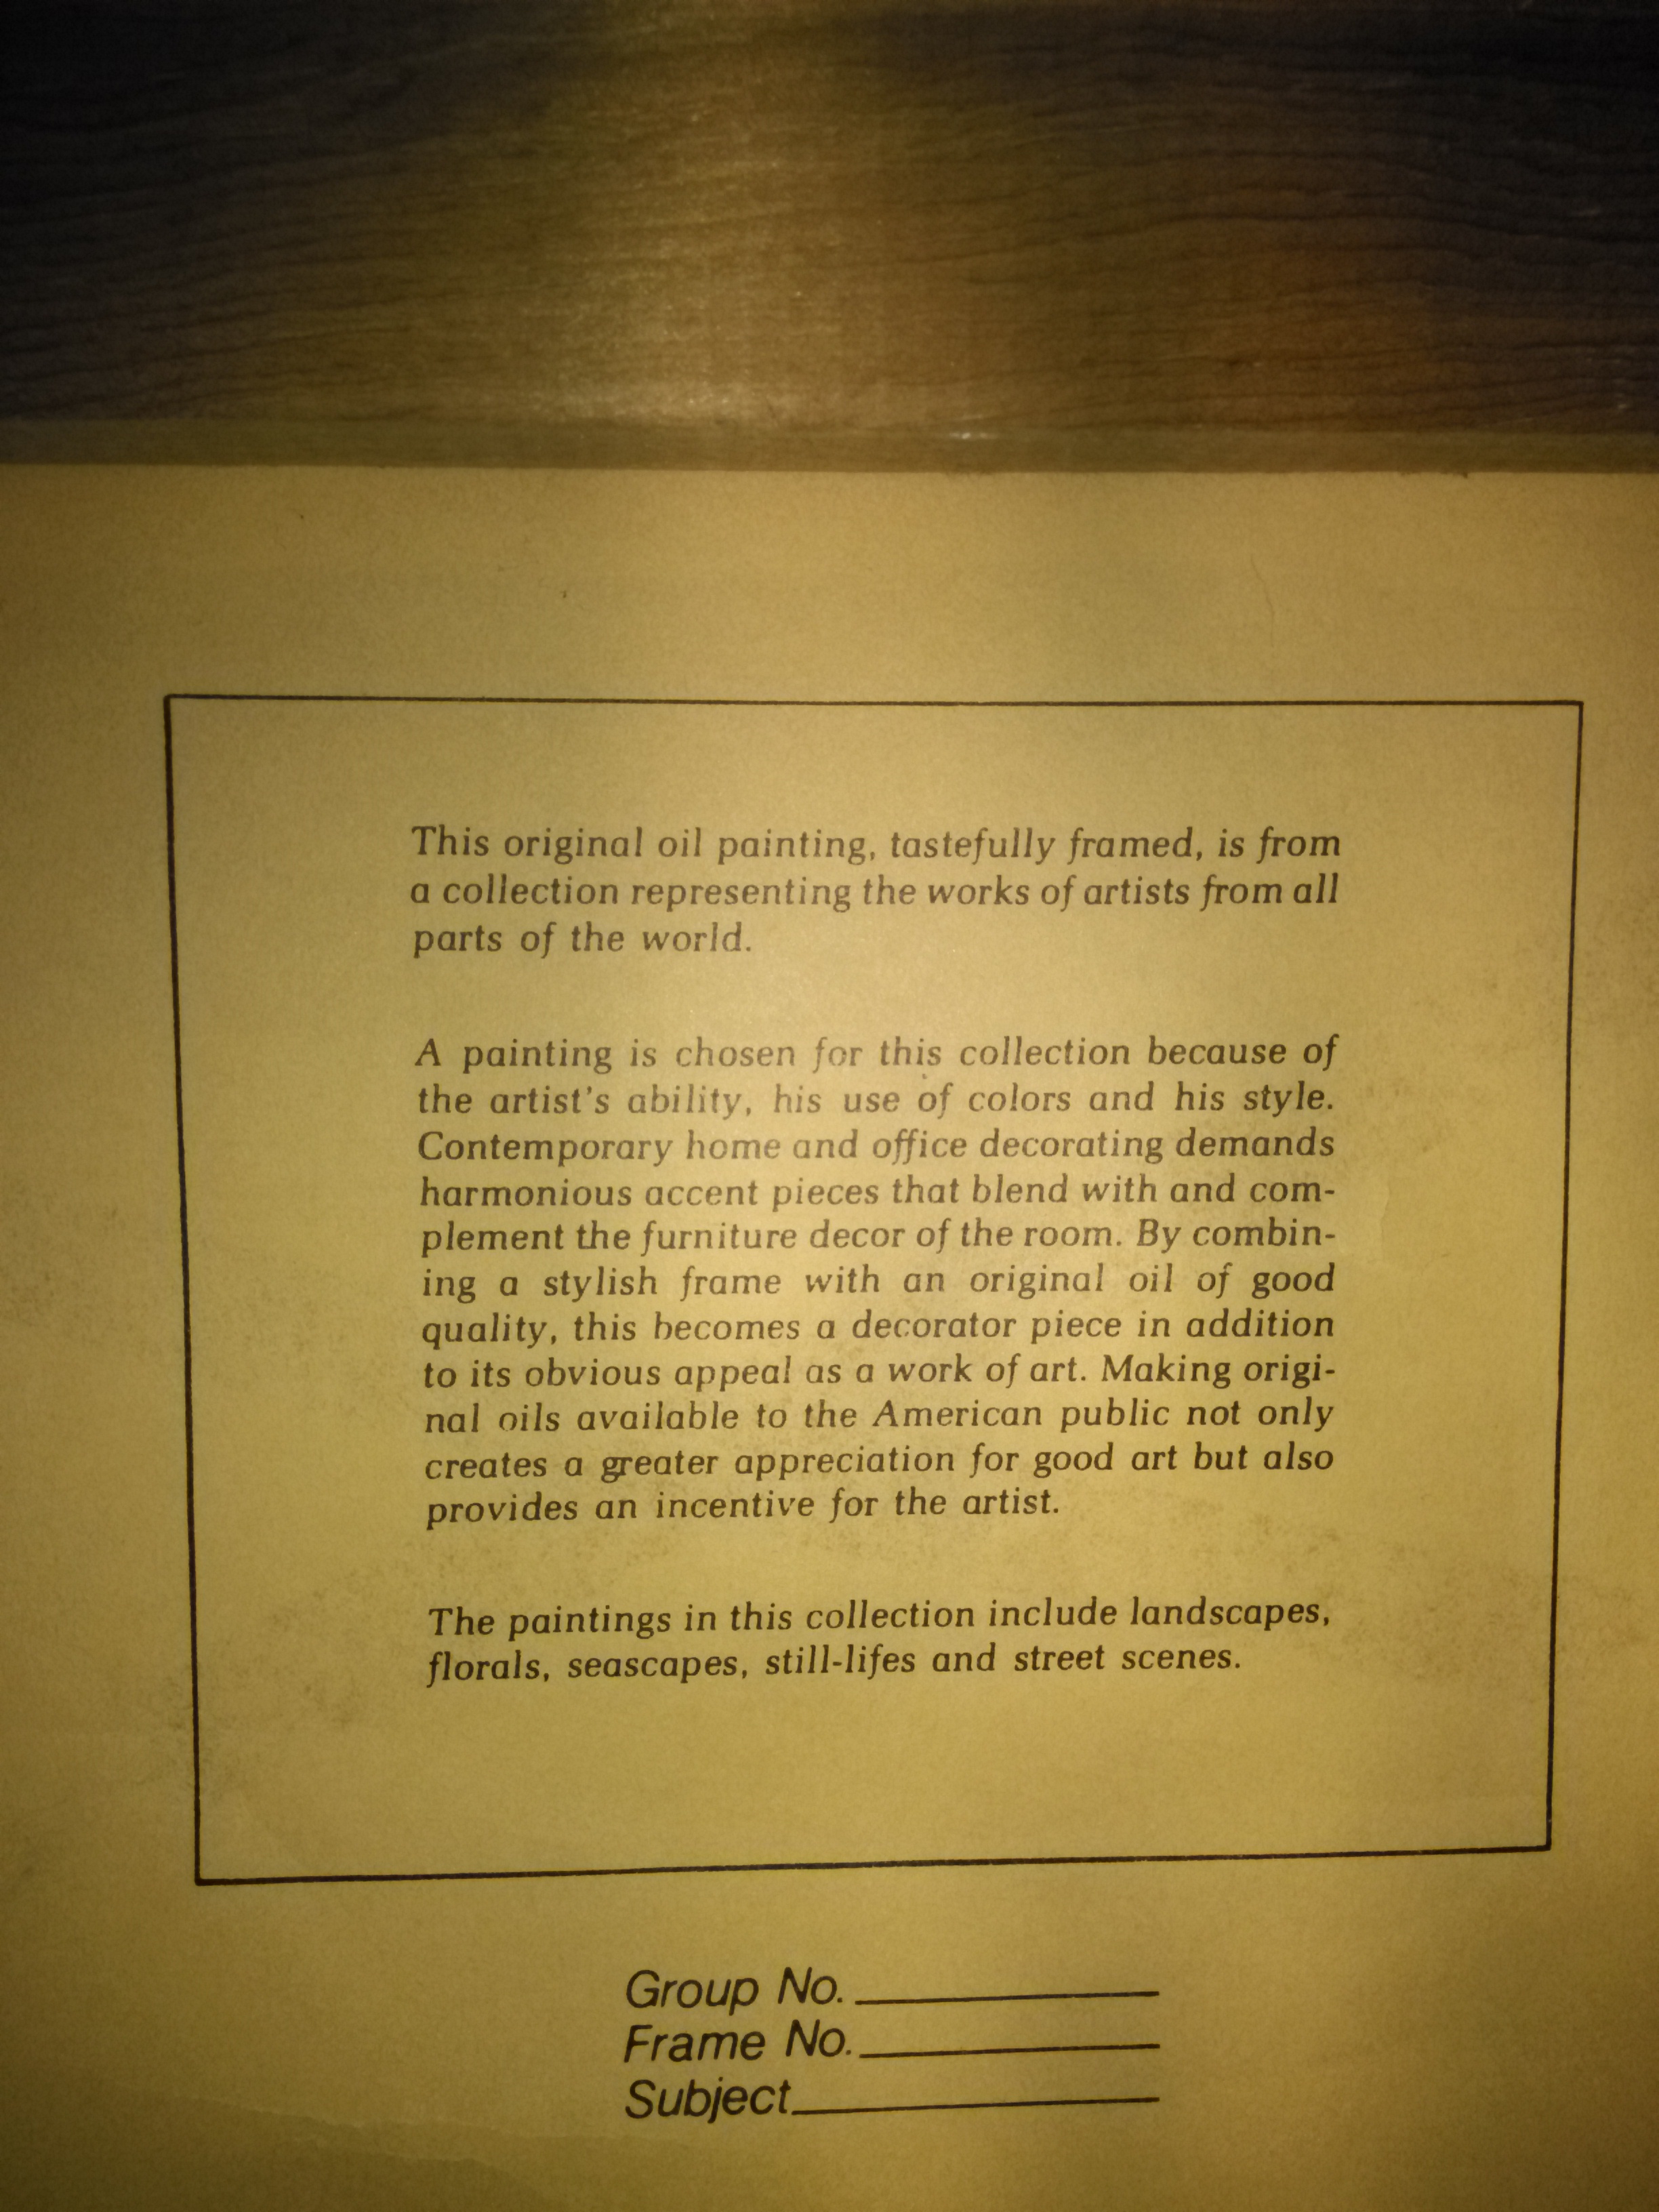 This original oil painting, tastefully framed, is from
a collection representing the works of artists from all
parts of the world.
A painting is chosen for this collection because of
the artist's ability, his use of colors and his style.
Contemporary home and office decorating demands
harmonious accent pieces that blend with and com-
plement the furniture decor of the room. By combin-
ing a stylish frame with an original oil of good
quality, this becomes a decorator piece in addition
to its obvious appeal as a work of art. Making origi-
nal oils available to the American public not only
creates a greater appreciation for good art but also
provides an incentive for the artist.
The paintings in this collection include landscapes,
florals, seascapes, still-lifes and street scenes.
Group No.
Frame No.
Subject